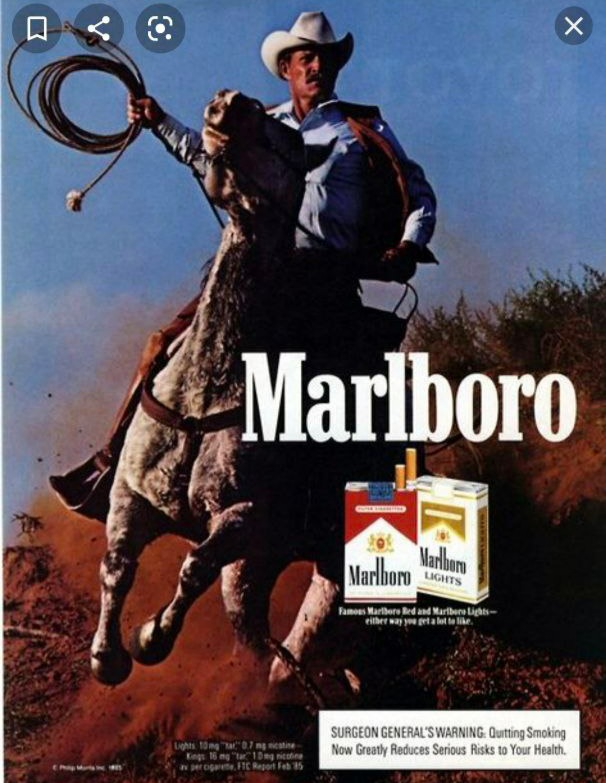 Marlboro
FILTER CIGARETTES
Marlboro
Marlboro
LIGHTS
Famous Marlboro Red and Marlboro Lights—
either way you get a lot to like.
SURGEON GENERAL'S WARNING: Quitting Smoking
Now Greatly Reduces Serious Risks to Your Health.
Lights: 10 mg "tar," 0.7 mg nicotine—
Kings: 16 mg "tar," 1.0 mg nicotine
av. per cigarette, FTC Report Feb.'85
© Philip Morris Inc. 1985